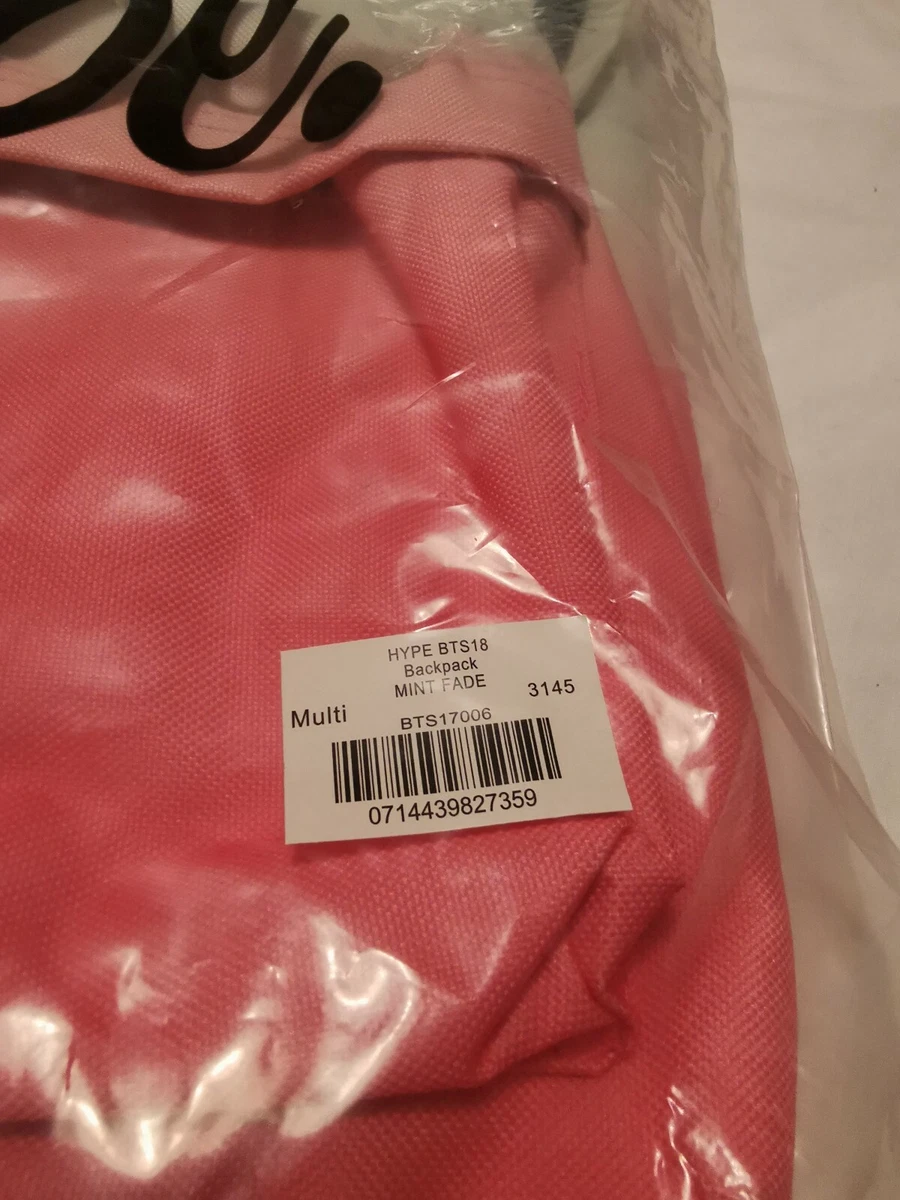 HYPE BTS18
Backpack
MINT FADE
Multi
3145
BTS17006
0714439827359